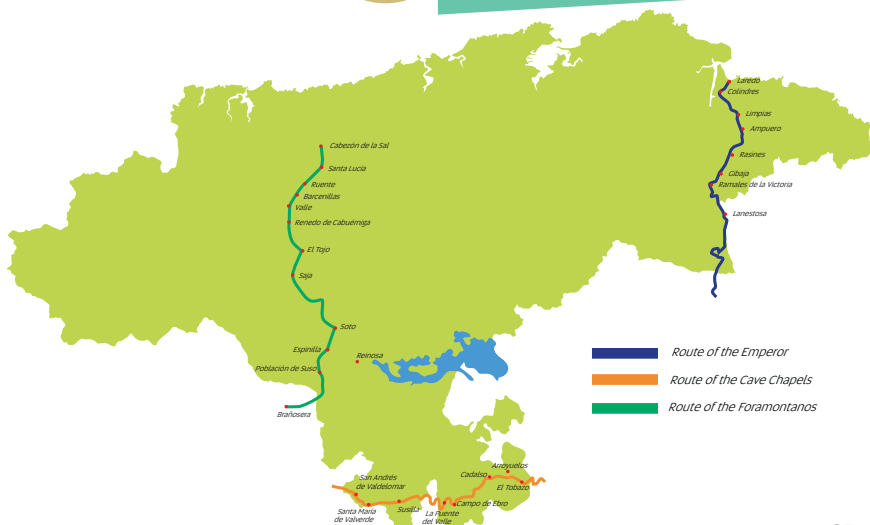 Laredo
Colindres
Limpias
Ampuero
Rasines
Gibaja
Ramales de la Victoria
Lanestosa
Cabezón de la Sal
Santa Lucía
Ruente
Barcenillas
Valle
Renedo de Cabuérniga
El Tojo
Saja
Soto
Espinilla
Reinosa
Población de Suso
Brañosera
Route of the Emperor
Route of the Cave Chapels
Route of the Foramontanos
Arroyuelos
Cadalso
El Tobazo
San Andrés
de Valdelomar
Santa María
de Valverde
Susilla
La Puente
del Valle
Campo de Ebro